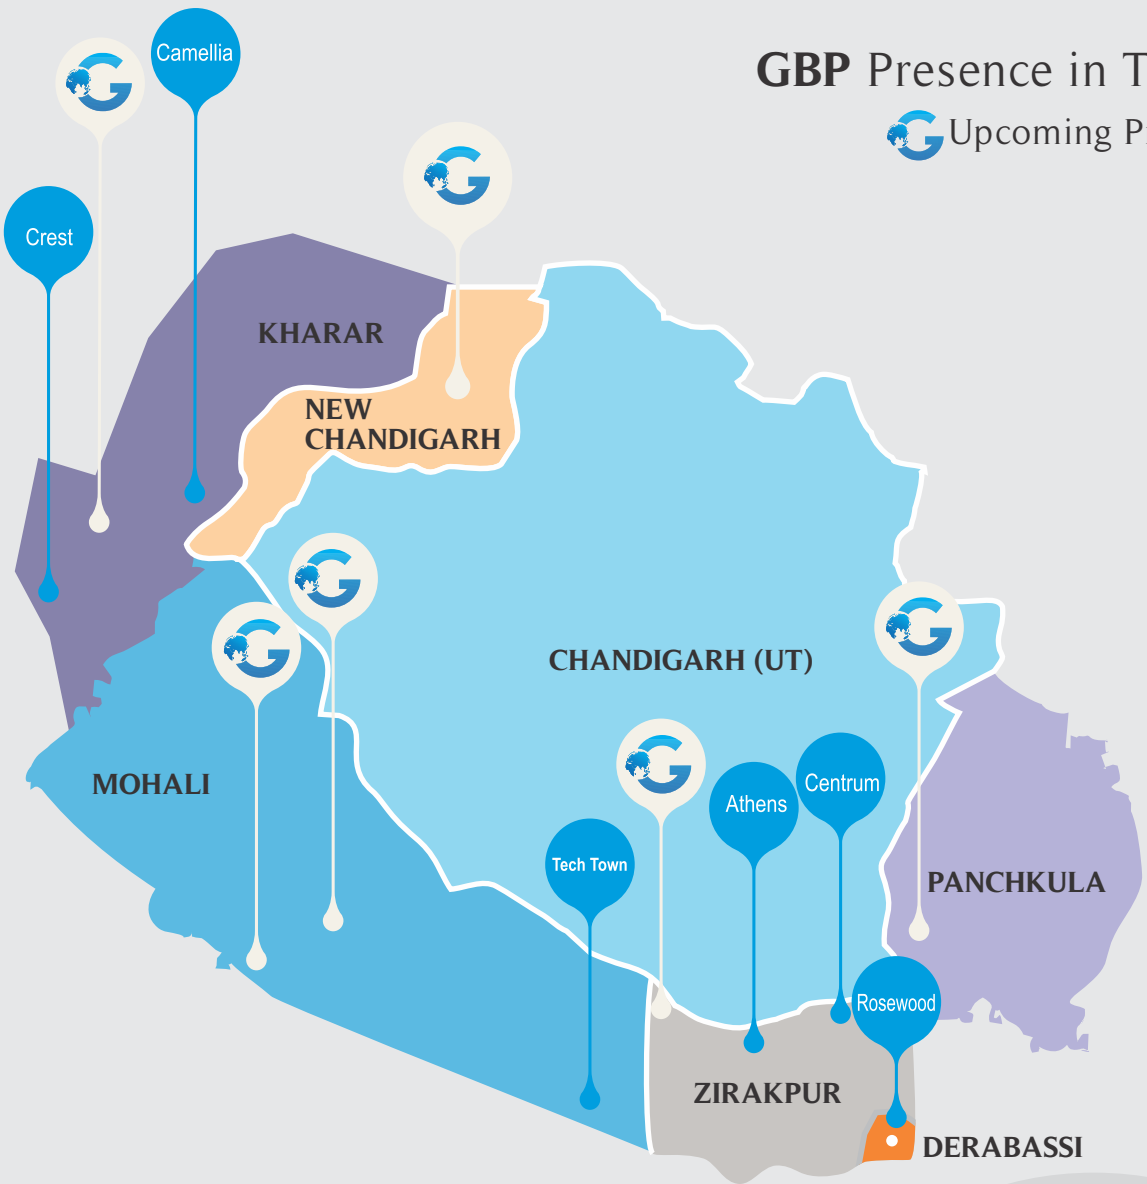 GBP Presence in T
Upcoming P
Camellia
Crest
KHARAR
NEW
CHANDIGARH
CHANDIGARH (UT)
MOHALI
Centrum
Athens
Tech Town
PANCHKULA
Rosewood
ZIRAKPUR
DERABASSI